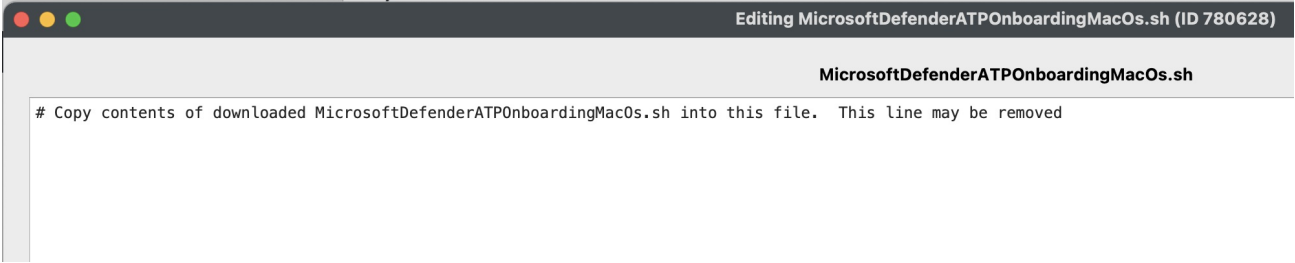 Editing MicrosoftDefenderATPOnboardingMacOs.sh (ID 780628)
MicrosoftDefenderATPOnboardingMacOs.sh
# Copy contents of downloaded MicrosoftDefenderATPOnboardingMacOs.sh into this file.  This line may be removed